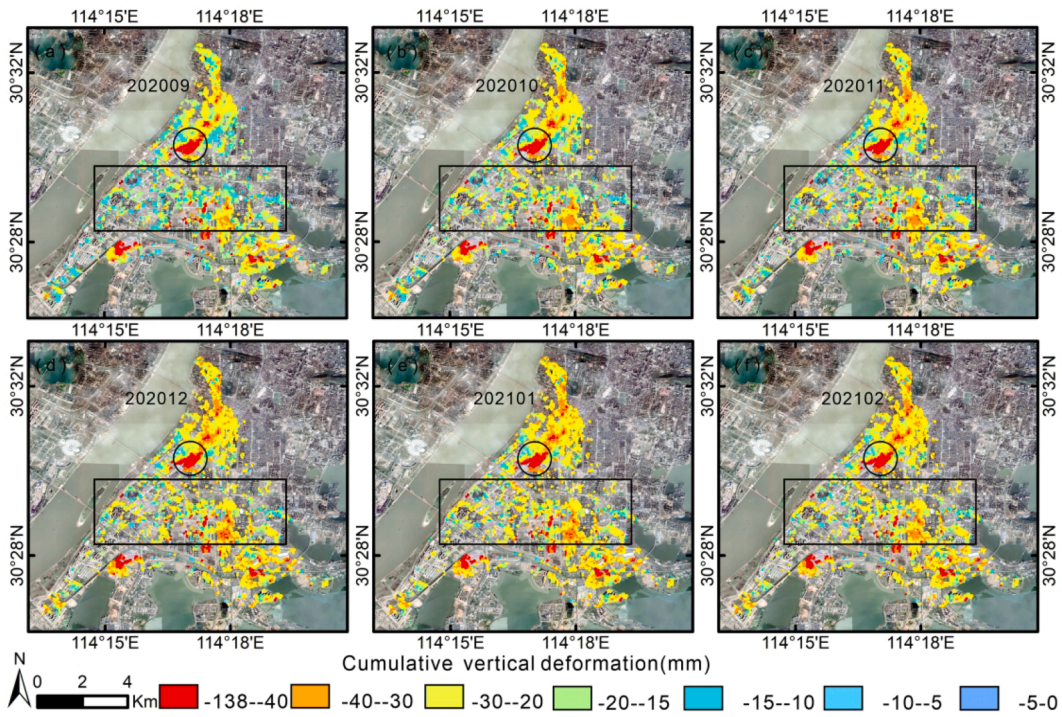 114°15'E 114°18'E 114°15'E 114°18'E 114°15'E 114°18'E
(a) (b) (c)
30°32'N 30°32'N 30°32'N 30°32'N
202009 202010 202011
30°28'N 30°28'N 30°28'N 30°28'N
114°15'E 114°18'E 114°15'E 114°18'E 114°15'E 114°18'E
(d) (e) (f)
30°32'N 30°32'N 30°32'N 30°32'N
202012 202101 202102
30°28'N 30°28'N 30°28'N 30°28'N
114°15'E 114°18'E 114°15'E 114°18'E 114°15'E 114°18'E
N
Cumulative vertical deformation(mm)
0 2 4
Km -138--40 -40--30 -30--20 -20--15 -15--10 -10--5 -5-0